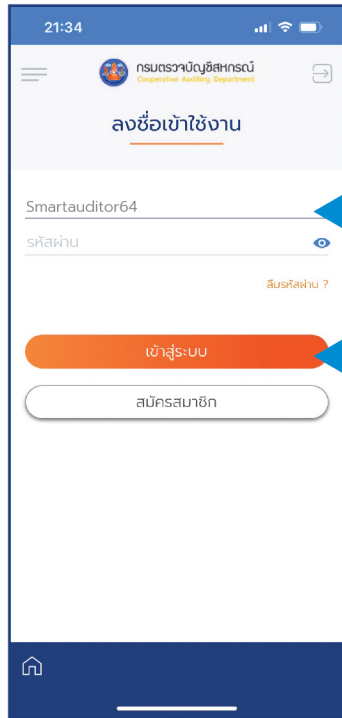 21:34
กรมตรวจบัญชีสหกรณ์
Cooperative Auditing Department
ลงชื่อเข้าใช้งาน
Smartauditor64
รหัสผ่าน
ลืมรหัสผ่าน ?
เข้าสู่ระบบ
สมัครสมาชิก